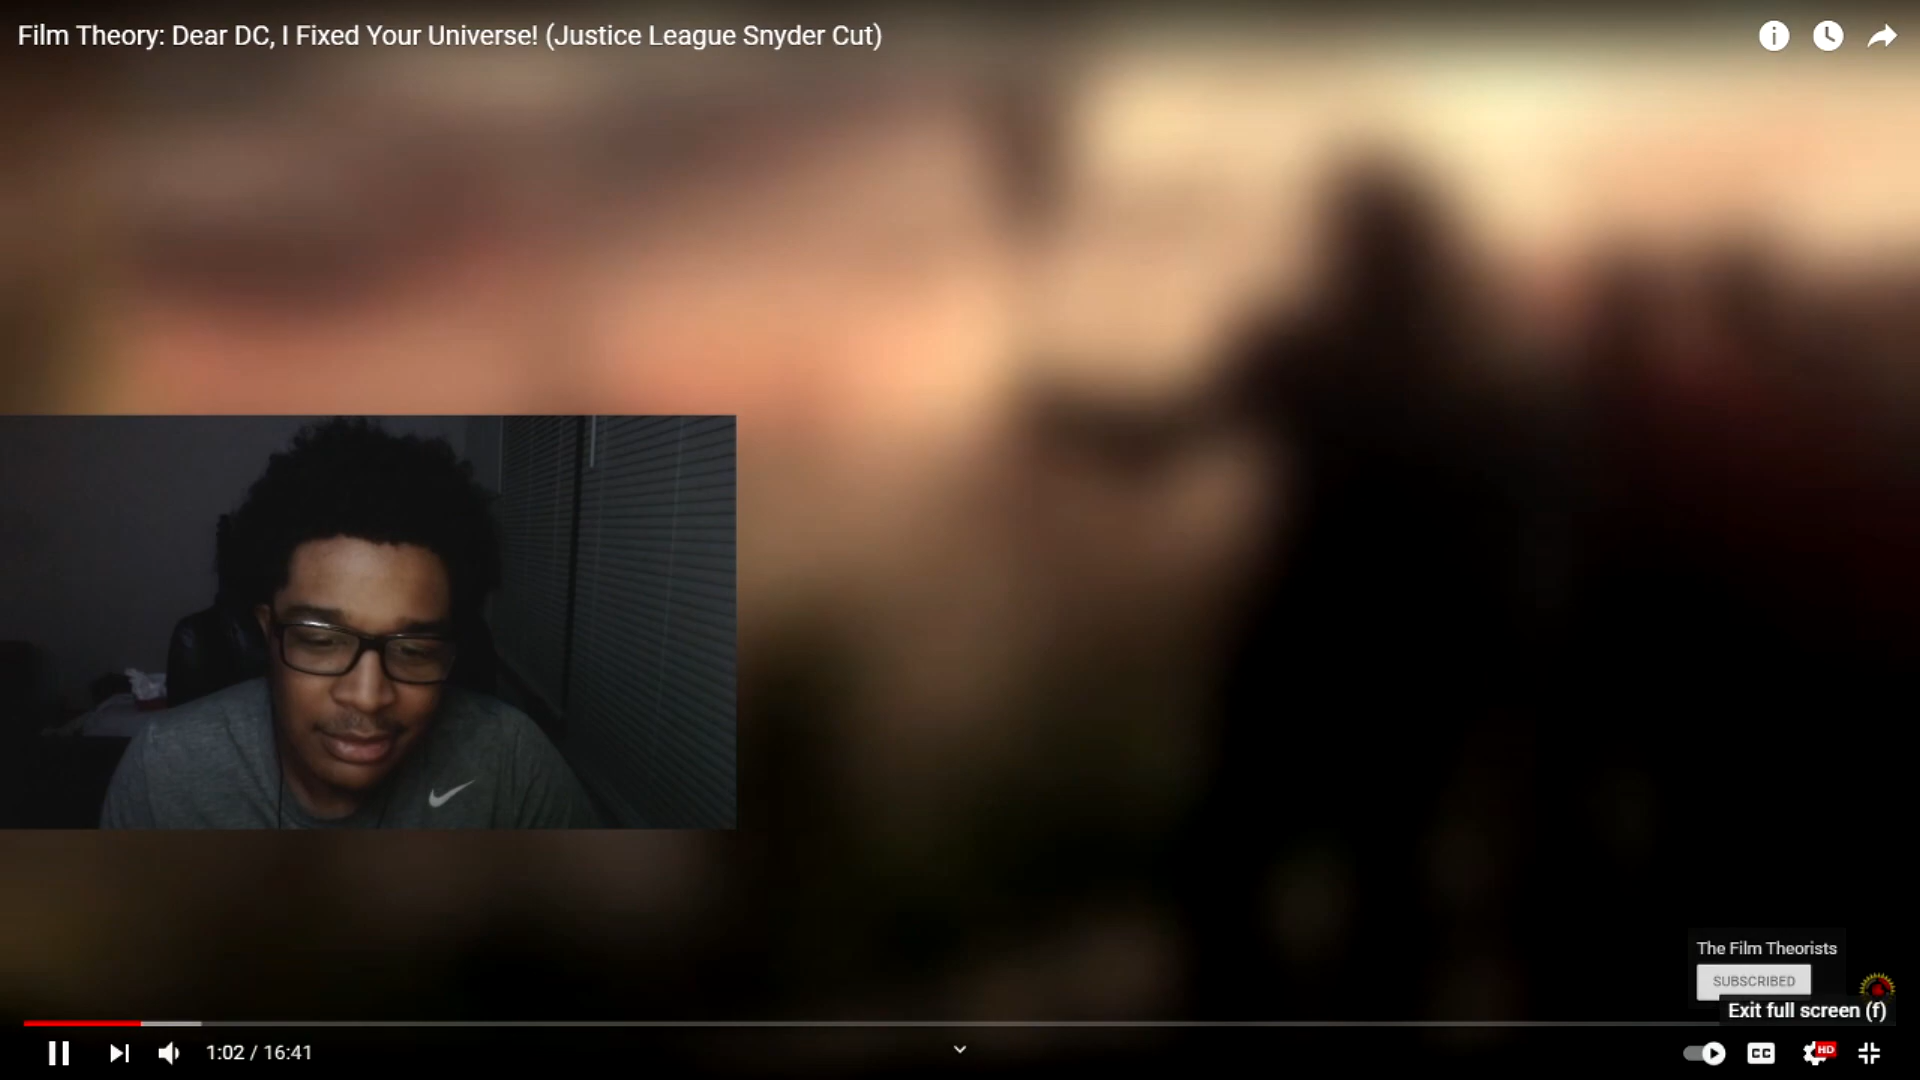 Film Theory: Dear DC, I Fixed Your Universe! (Justice League Snyder Cut)
The Film Theorists
SUBSCRIBED
Exit full screen (f)
1:02 / 16:41
CC
HD